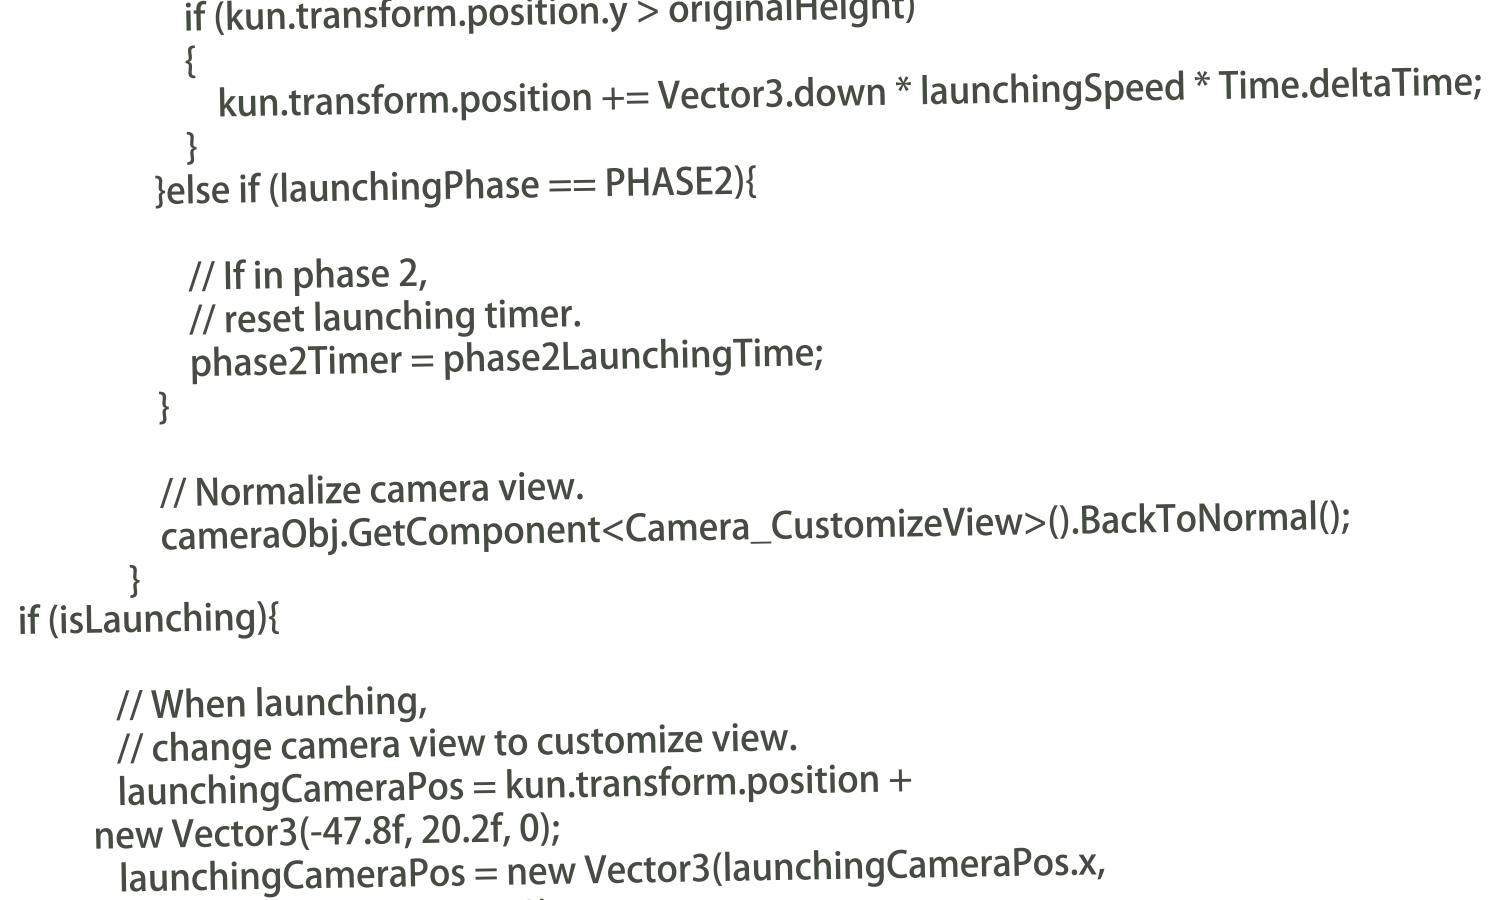 if (kun.transform.position.y > originalHeight)
{
kun.transform.position += Vector3.down * launchingSpeed * Time.deltaTime;
}
}else if (launchingPhase == PHASE2){
// If in phase 2,
// reset launching timer.
phase2Timer = phase2LaunchingTime;
}
// Normalize camera view.
cameraObj.GetComponent<Camera_CustomizeView>().BackToNormal();
}
if (isLaunching){
// When launching,
// change camera view to customize view.
launchingCameraPos = kun.transform.position +
new Vector3(-47.8f, 20.2f, 0);
launchingCameraPos = new Vector3(launchingCameraPos.x,